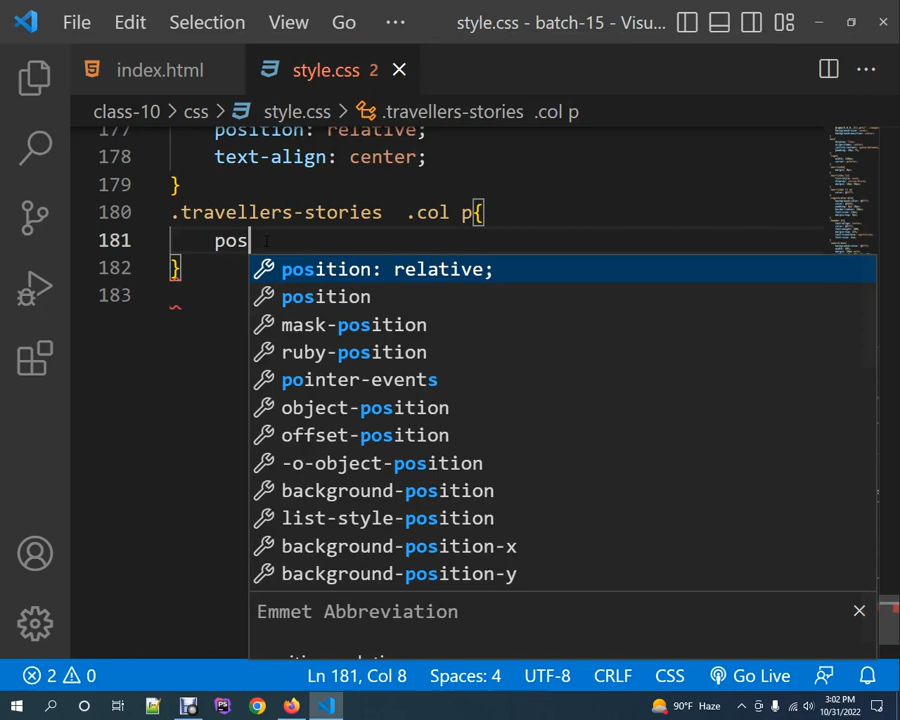 File Edit Selection View Go ··· style.css - batch-15 - Visu...
index.html style.css 2
class-10 > css > style.css > .travellers-stories .col p
177 position: relative;
178 text-align: center;
179 }
180 .travellers-stories .col p{
181 pos
182 }
183
position: relative;
position
mask-position
ruby-position
pointer-events
object-position
offset-position
-o-object-position
background-position
list-style-position
background-position-x
background-position-y
Emmet Abbreviation
2 0 Ln 181, Col 8 Spaces: 4 UTF-8 CRLF CSS Go Live
90°F Haze 3:02 PM
10/31/2022